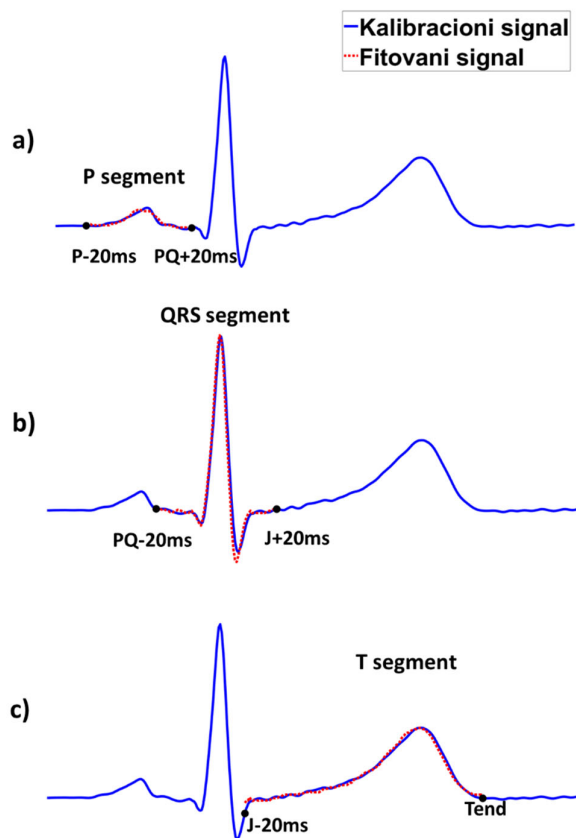 Kalibracioni signal
Fitovani signal
a)
P segment
P-20ms PQ+20ms
QRS segment
b)
PQ-20ms J+20ms
T segment
c)
J-20ms Tend